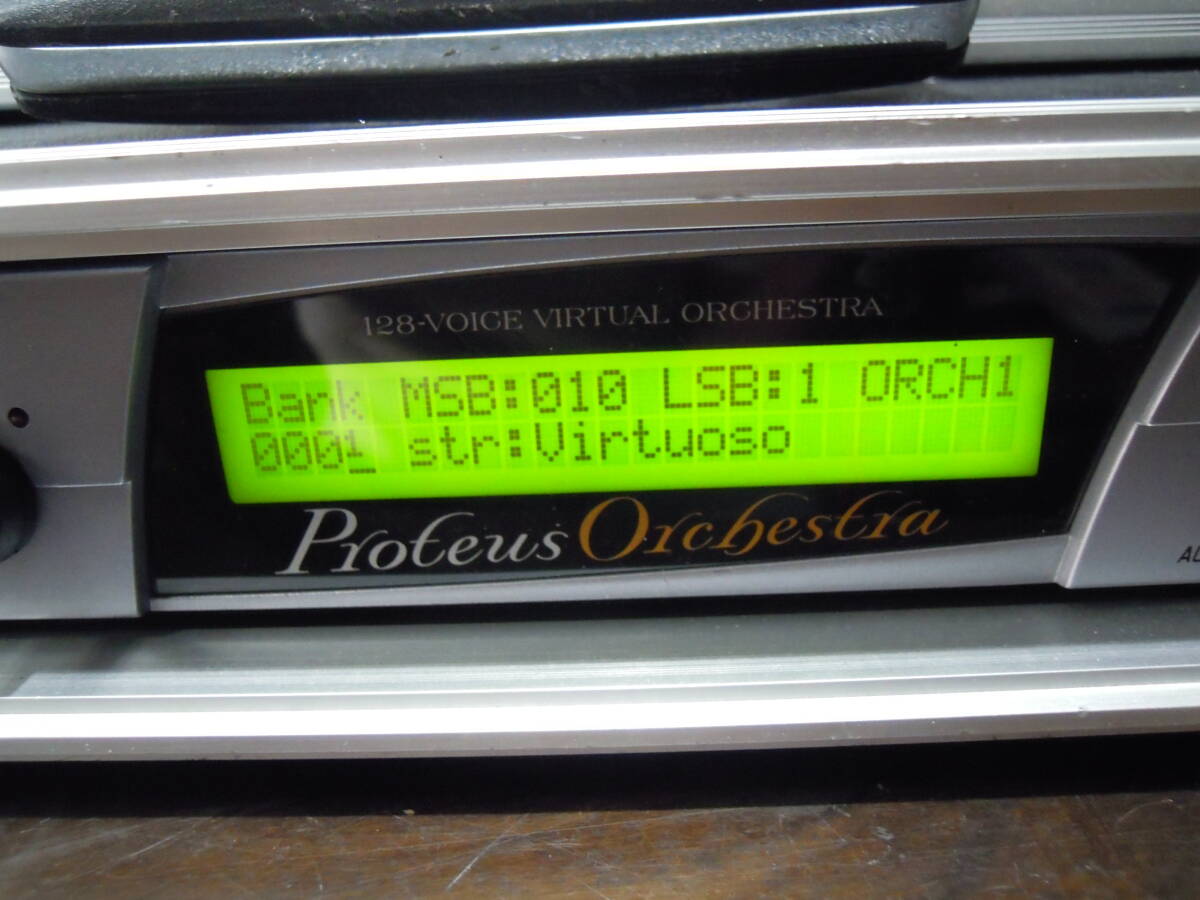 128-VOICE VIRTUAL ORCHESTRA
Bank MSB:010 LSB:1 ORCH1
0001 str:Virtuoso
Proteus Orchestra